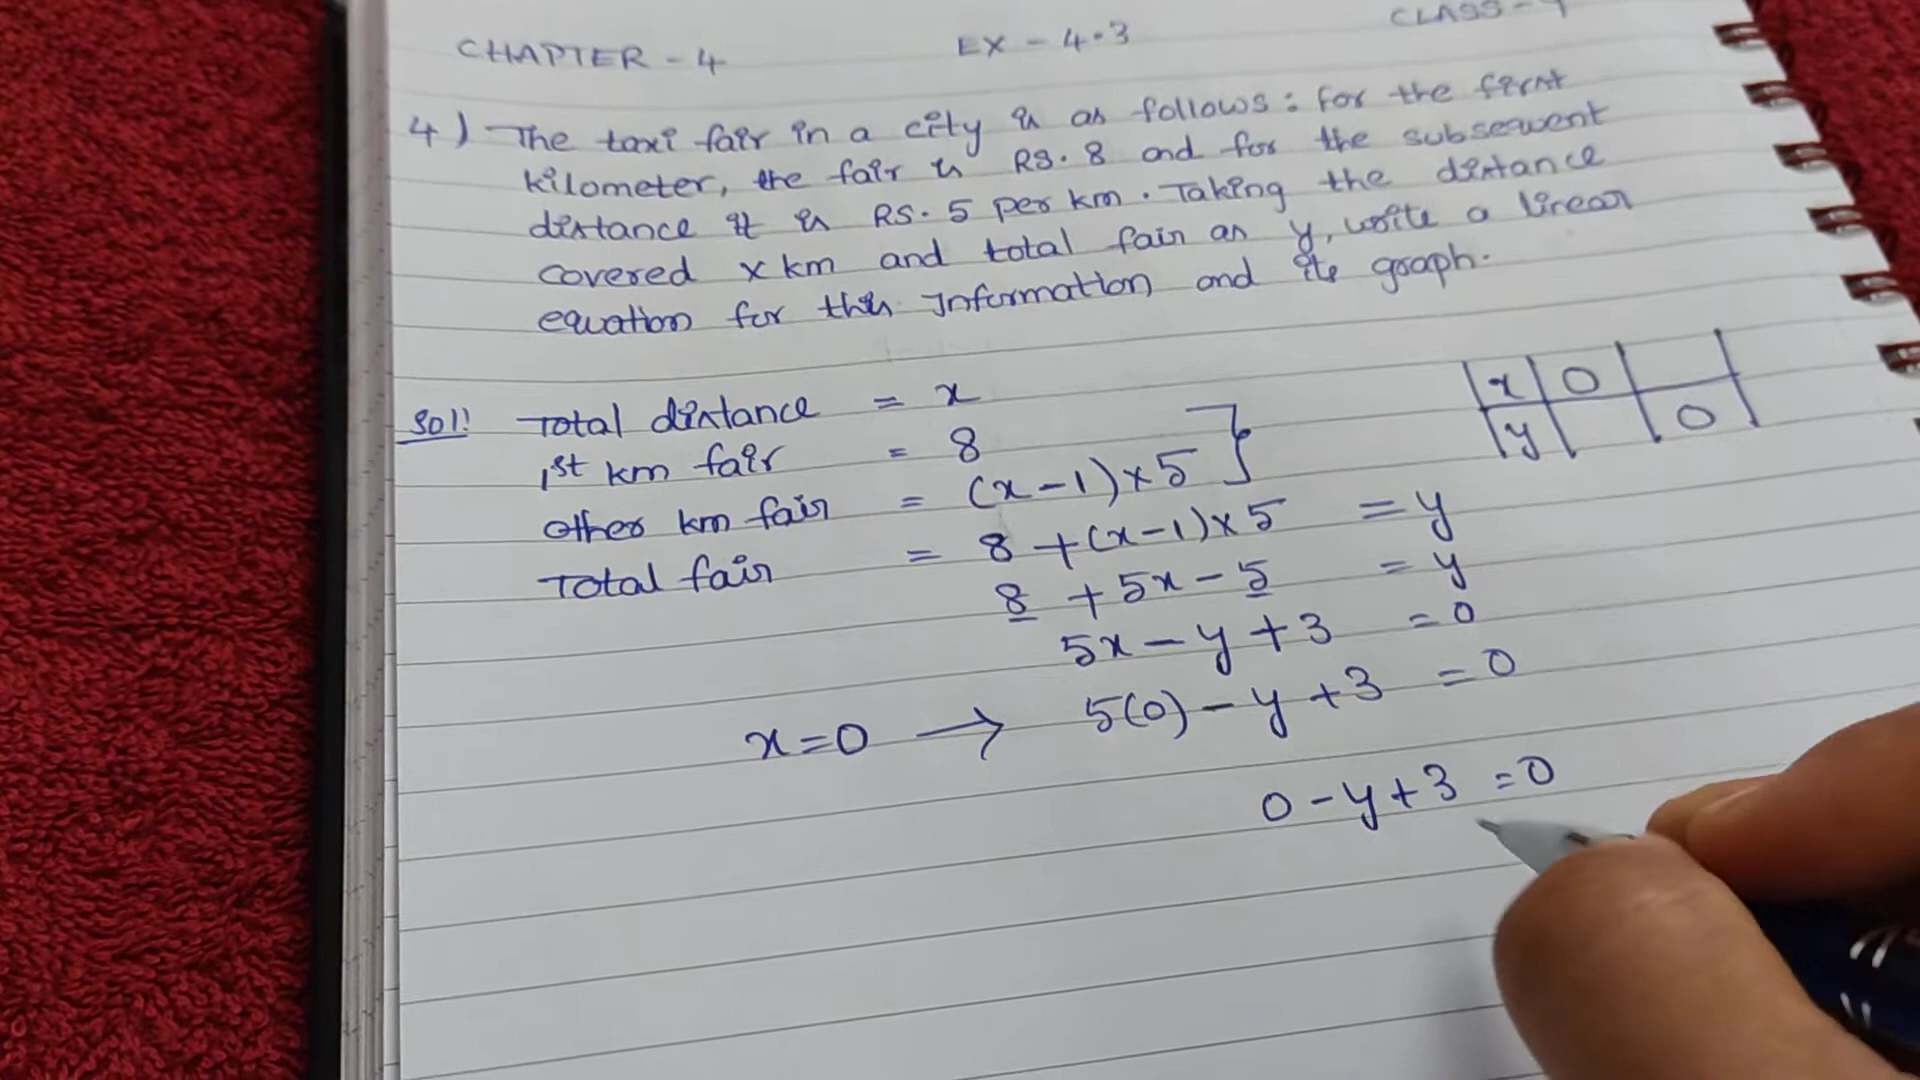 CHAPTER - 4 EX - 4.3 CLASS - 9
4) The taxi fair in a city is as follows: for the first
kilometer, the fair is RS. 8 and for the subsequent
distance it is RS. 5 per km. Taking the distance
covered x km and total fair as y, write a linear
equation for this Information and its graph.
Sol! Total distance = x
1st km fair = 8
other km fair = (x-1)×5 }
Total fair = 8 + (x-1)×5 = y
8 + 5x - 5 = y
5x - y + 3 = 0
x=0 → 5(0) - y + 3 = 0
0 - y + 3 = 0
x 0
y 0